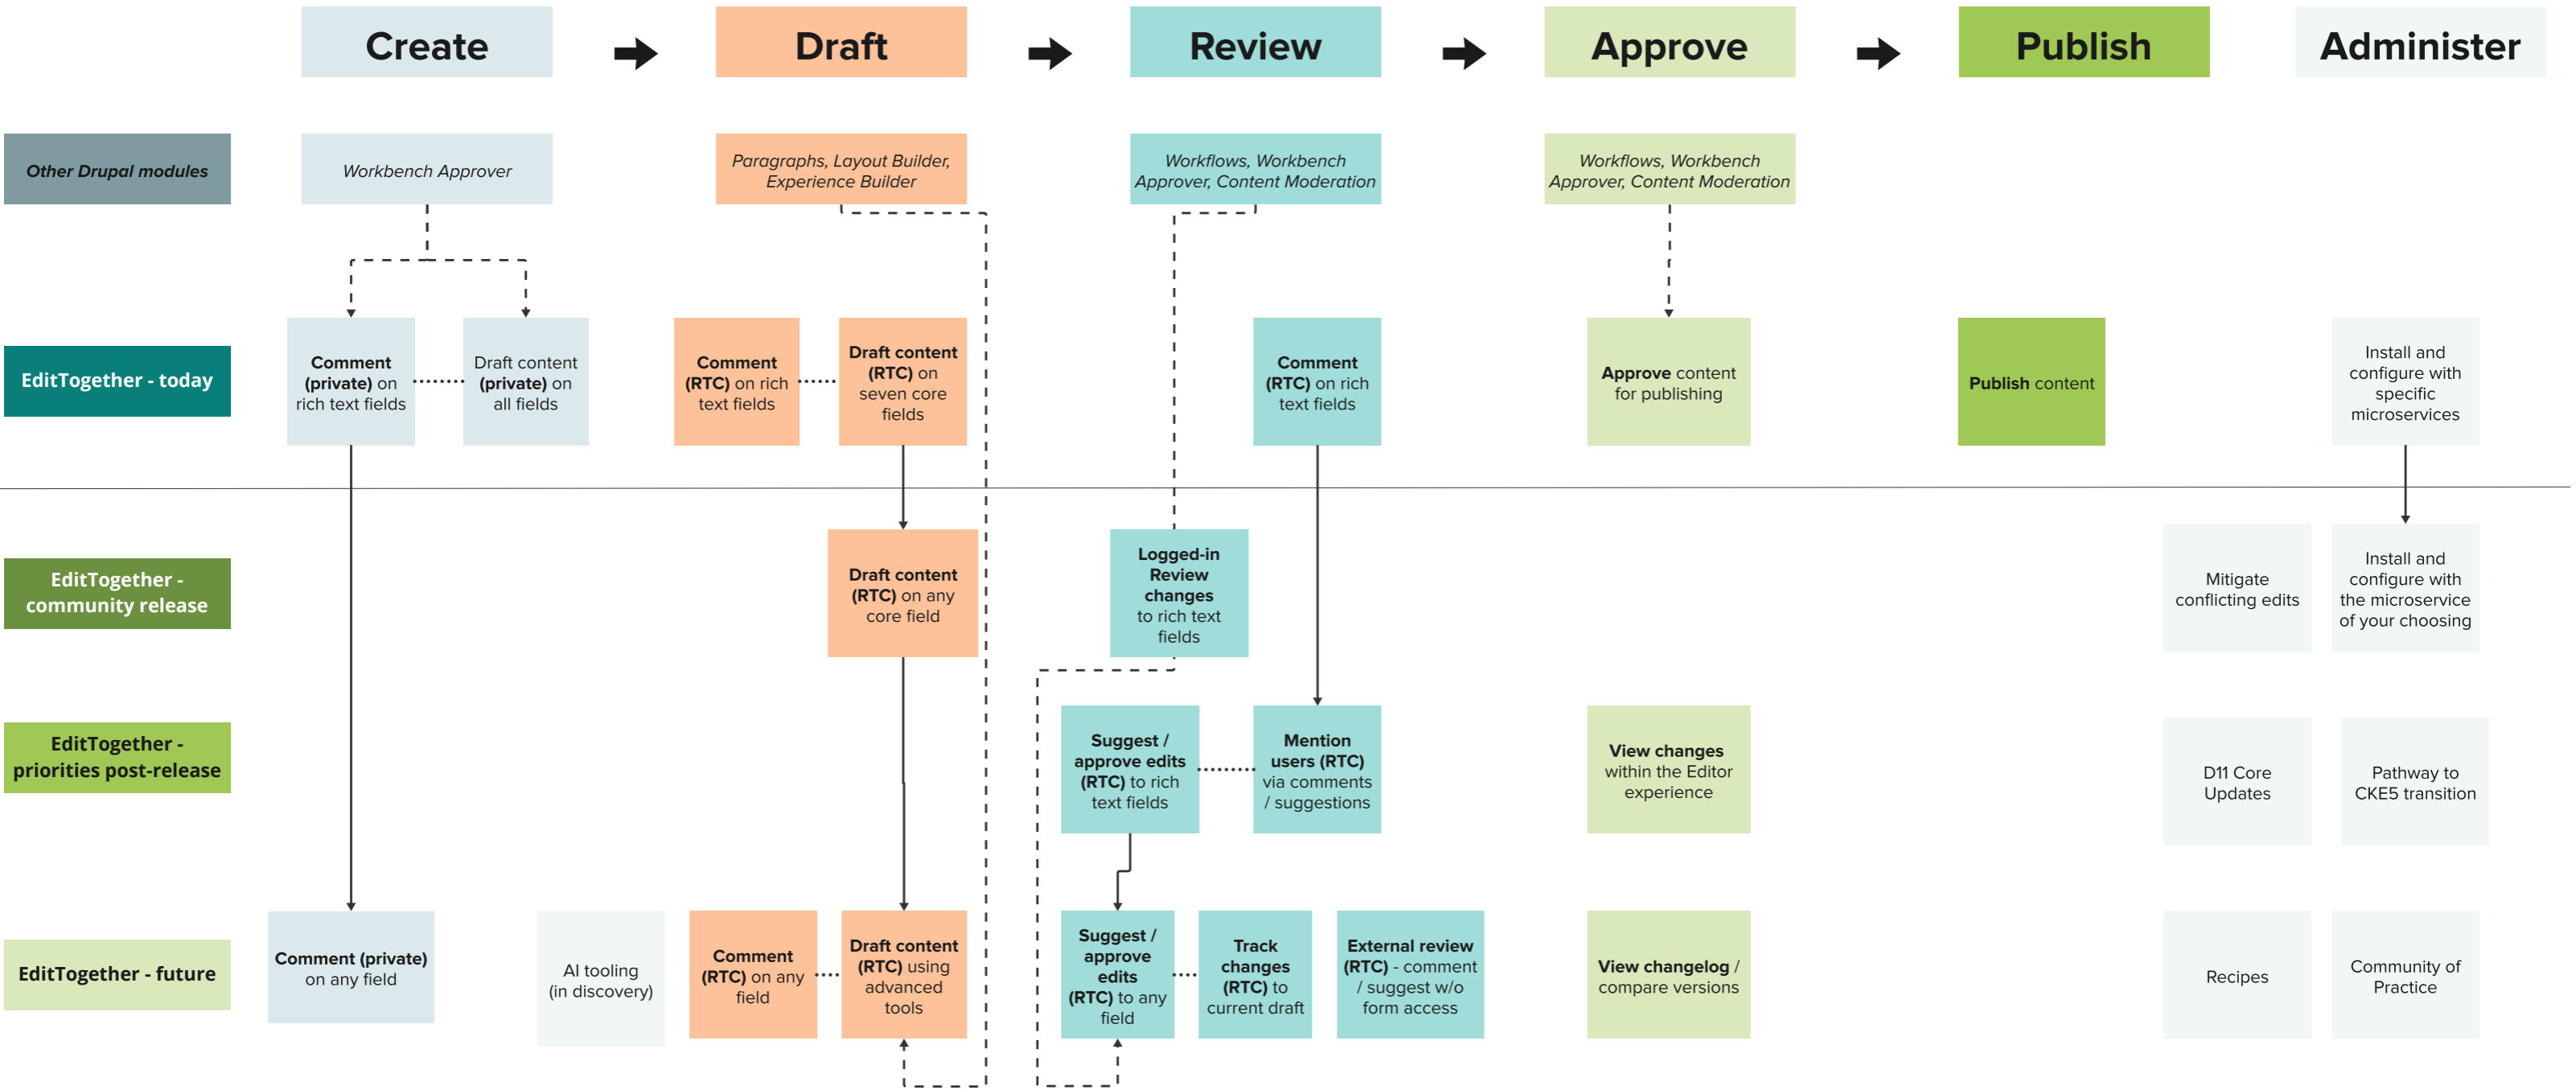 Create
Draft
Review
Approve
Publish
Administer
Other Drupal modules
Workbench Approver
Paragraphs, Layout Builder,
Experience Builder
Workflows, Workbench
Approver, Content Moderation
Workflows, Workbench
Approver, Content Moderation
EditTogether - today
Comment
(private) on
rich text fields
Draft content
(private) on
all fields
Comment
(RTC) on rich
text fields
Draft content
(RTC) on
seven core
fields
Comment
(RTC) on rich
text fields
Approve content
for publishing
Publish content
Install and
configure with
specific
microservices
EditTogether -
community release
Draft content
(RTC) on any
core field
Logged-in
Review
changes
to rich text
fields
Mitigate
conflicting edits
Install and
configure with
the microservice
of your choosing
EditTogether -
priorities post-release
Suggest /
approve edits
(RTC) to rich
text fields
Mention
users (RTC)
via comments
/ suggestions
View changes
within the Editor
experience
D11 Core
Updates
Pathway to
CKE5 transition
EditTogether - future
Comment (private)
on any field
AI tooling
(in discovery)
Comment
(RTC) on any
field
Draft content
(RTC) using
advanced
tools
Suggest /
approve
edits
(RTC) to any
field
Track
changes
(RTC) to
current draft
External review
(RTC) - comment
/ suggest w/o
form access
View changelog /
compare versions
Recipes
Community of
Practice